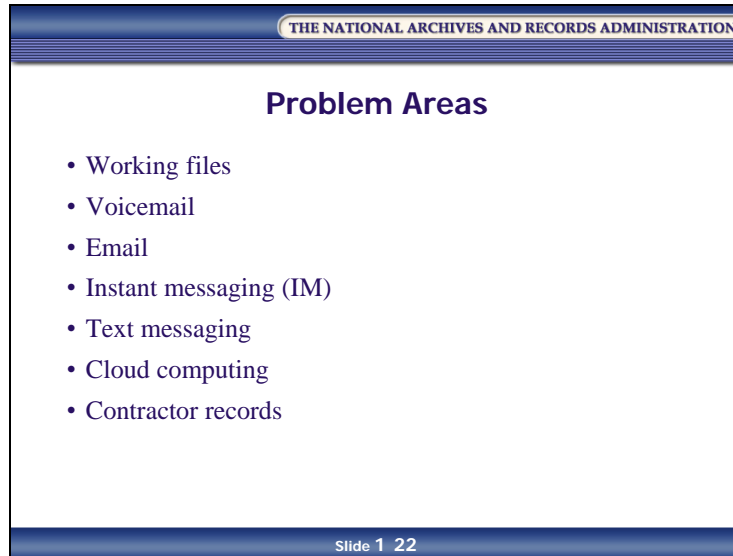 THE NATIONAL ARCHIVES AND RECORDS ADMINISTRATION
Problem Areas
• Working files
• Voicemail
• Email
• Instant messaging (IM)
• Text messaging
• Cloud computing
• Contractor records
Slide 1 22